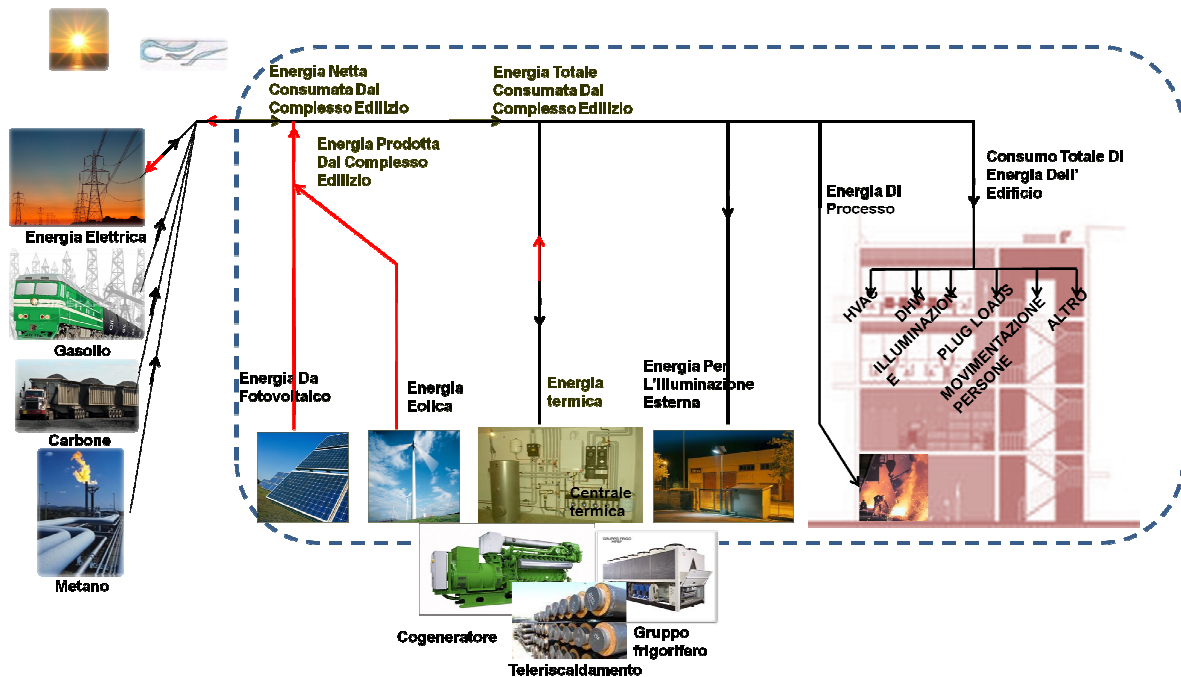 Energia Netta
Consumata Dal
Complesso Edilizio
Energia Totale
Consumata Dal
Complesso Edilizio
Energia Prodotta
Dal Complesso
Edilizio
Consumo Totale Di
Energia Dell'
Edificio
Energia Di
Processo
Energia Elettrica
Gasolio
Carbone
Metano
HVAC
DHW
ILLUMINAZION
E
PLUG LOADS
MOVIMENTAZIONE
PERSONE
ALTRO
Energia Da
Fotovoltaico
Energia
Eolica
Energia
termica
Energia Per
L'Illuminazione
Esterna
Centrale
termica
GRUPPO FRIGO
Cogeneratore
Gruppo
frigorifero
Teleriscaldamento